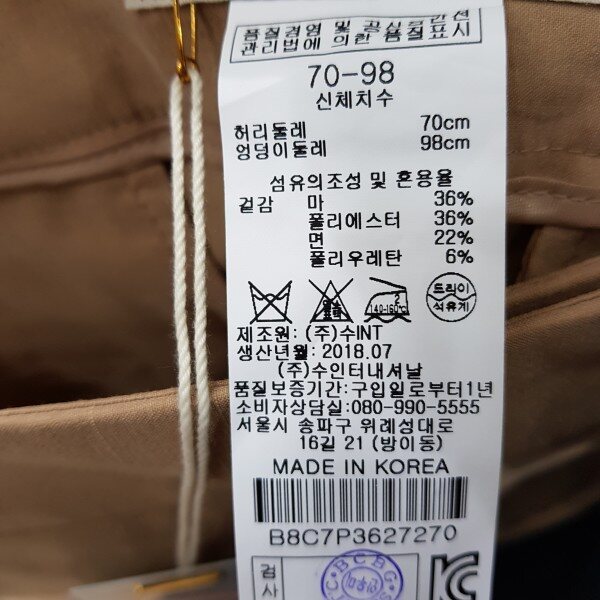 품질경영 및 공산품안전
관리법에 의한 품질표시
70-98
신체치수
허리둘레 70cm
엉덩이둘레 98cm
섬유의조성 및 혼용율
겉감 마 36%
폴리에스터 36%
면 22%
폴리우레탄 6%
140-160℃ 드라이
석유계
제조원: (주)수INT
생산년월: 2018.07
(주)수인터내셔날
품질보증기간:구입일로부터1년
소비자상담실:080-990-5555
서울시 송파구 위례성대로
16길 21 (방이동)
MADE IN KOREA
B8C7P3627270
검
사
BCBG